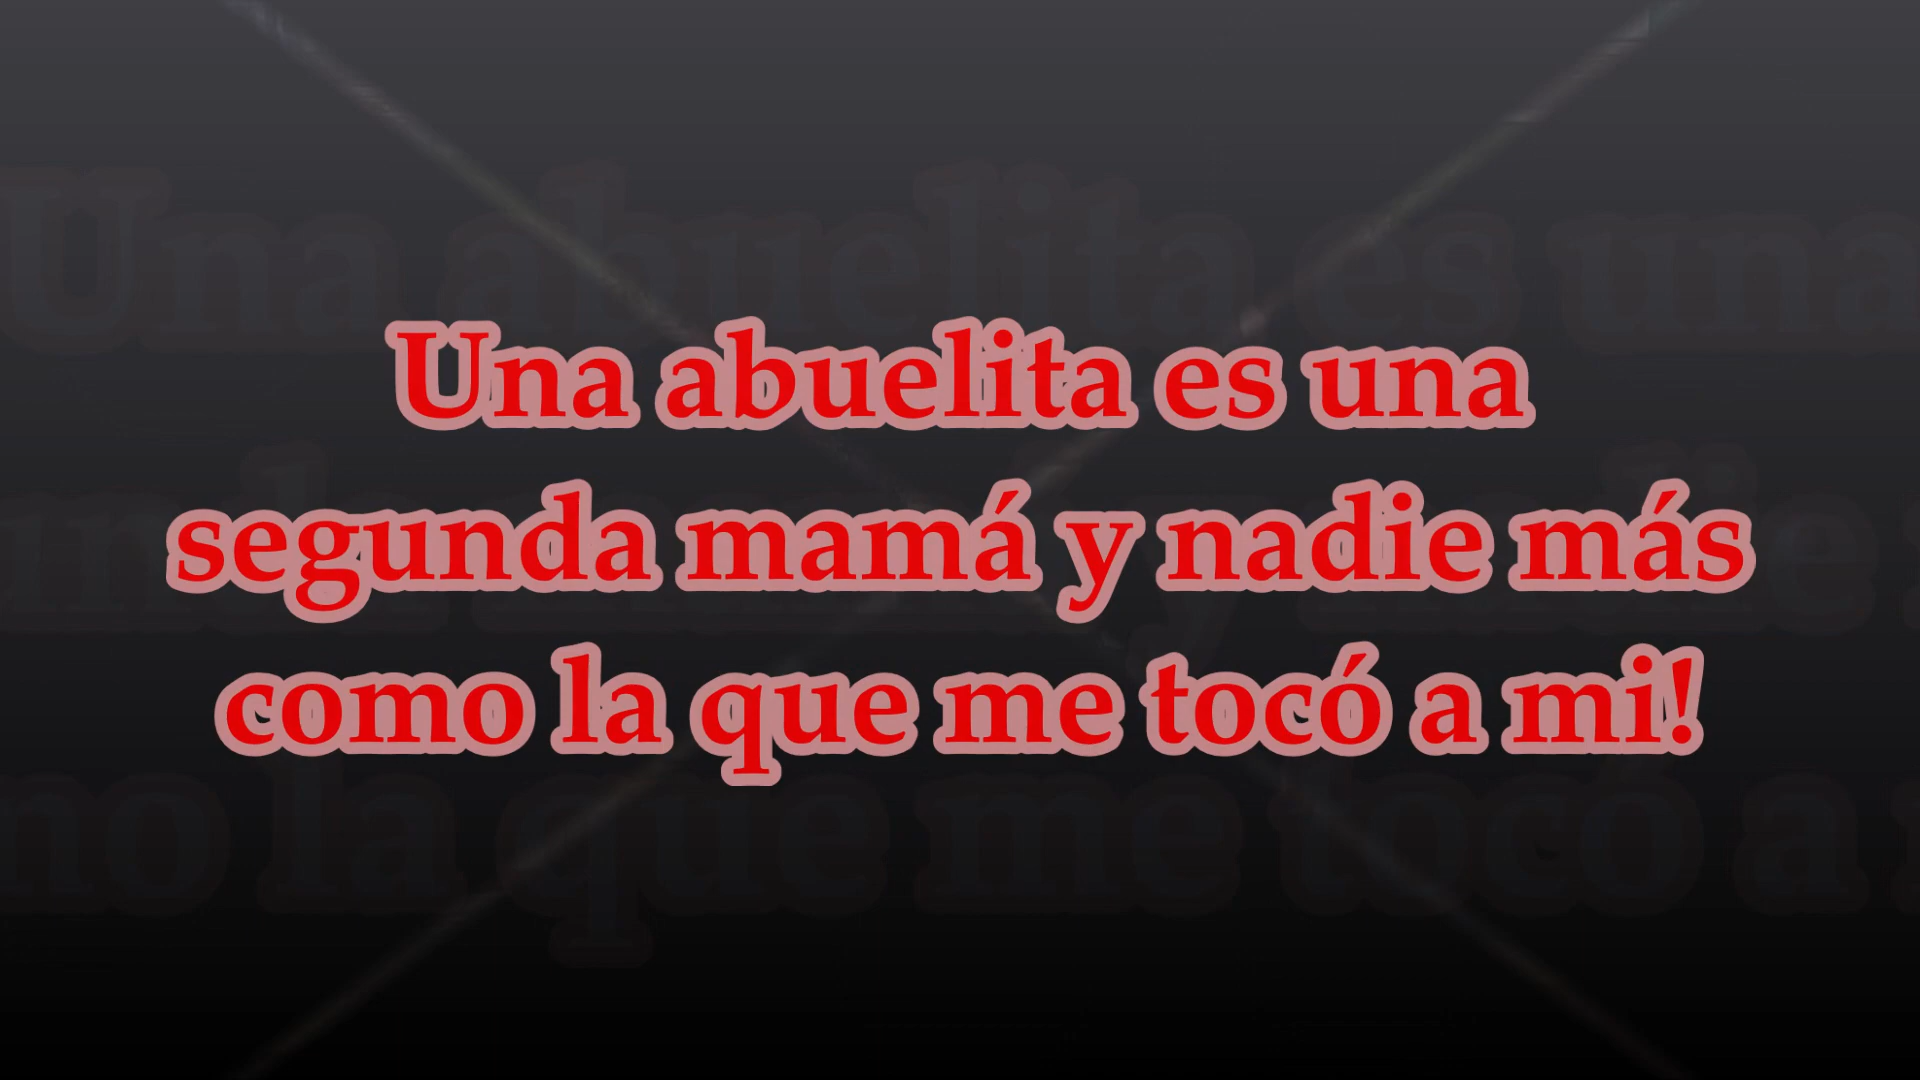 Una abuelita es una
segunda mamá y nadie más
como la que me tocó a mi!